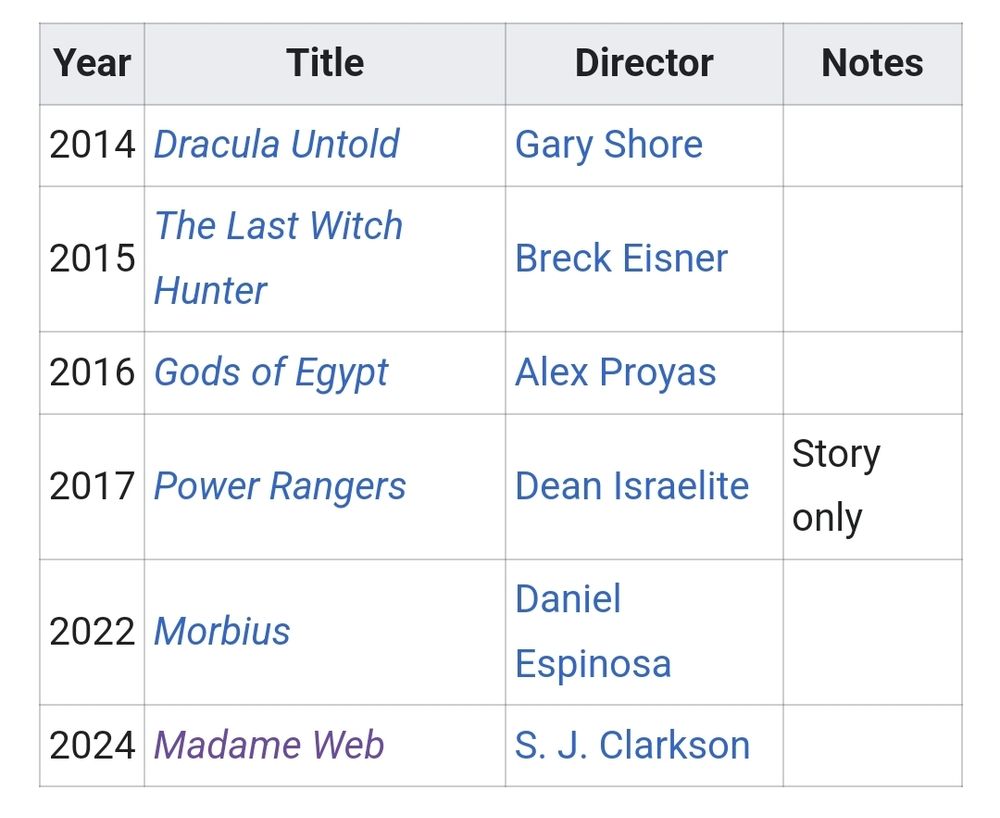 Year Title Director Notes
2014 Dracula Untold Gary Shore
2015 The Last Witch Hunter Breck Eisner
2016 Gods of Egypt Alex Proyas
2017 Power Rangers Dean Israelite Story only
2022 Morbius Daniel Espinosa
2024 Madame Web S. J. Clarkson